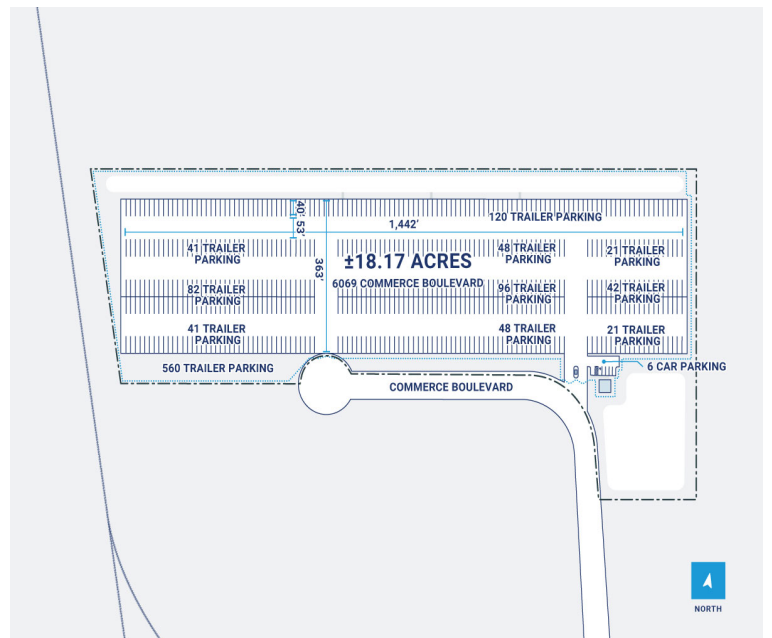 40'
53'
120 TRAILER PARKING
1,442'
41 TRAILER
PARKING
48 TRAILER
PARKING
21 TRAILER
PARKING
±18.17 ACRES
363'
6069 COMMERCE BOULEVARD
82 TRAILER
PARKING
96 TRAILER
PARKING
42 TRAILER
PARKING
41 TRAILER
PARKING
48 TRAILER
PARKING
21 TRAILER
PARKING
560 TRAILER PARKING
6 CAR PARKING
COMMERCE BOULEVARD
NORTH